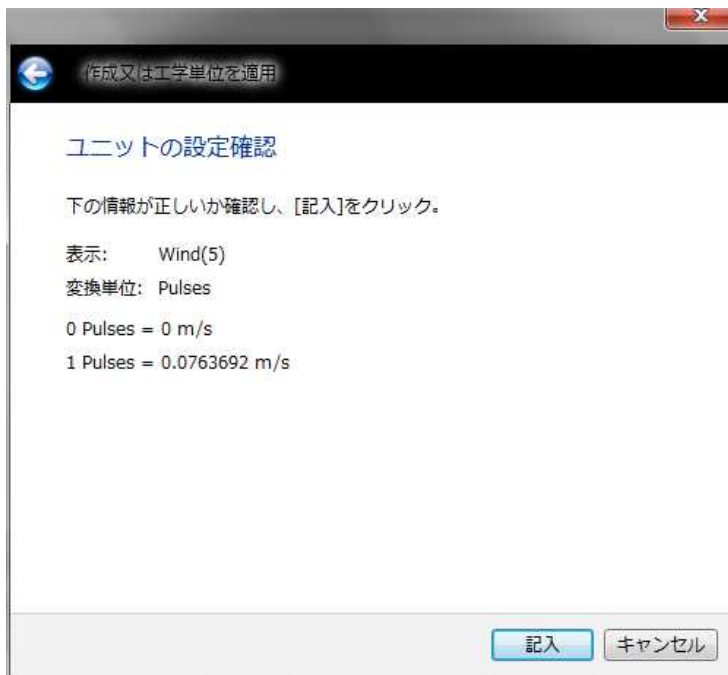 作成又は工学単位を適用
ユニットの設定確認
下の情報が正しいか確認し、[記入]をクリック。
表示: Wind(5)
変換単位: Pulses
0 Pulses = 0 m/s
1 Pulses = 0.0763692 m/s
記入 キャンセル